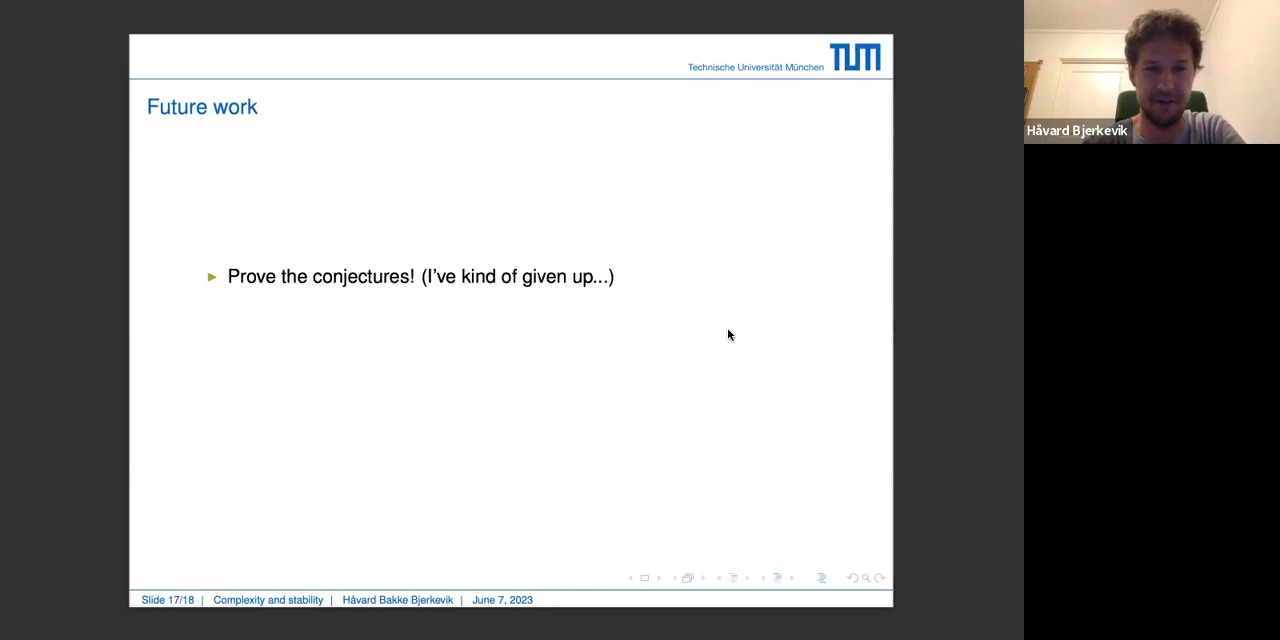 TUM
Technische Universität München
Håvard Bjerkevik
Future work
Prove the conjectures! (I've kind of given up...)
Slide 17/18 | Complexity and stability | Håvard Bakke Bjerkevik | June 7, 2023